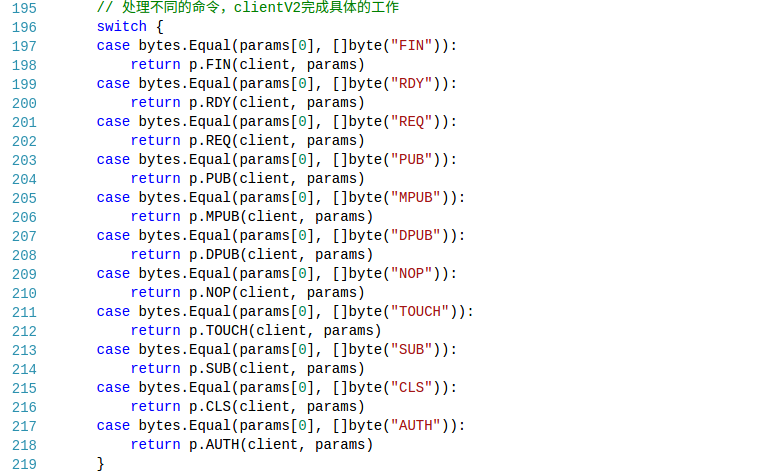 195 // 处理不同的命令，clientV2完成具体的工作
196 switch {
197 case bytes.Equal(params[0], []byte("FIN")):
198 return p.FIN(client, params)
199 case bytes.Equal(params[0], []byte("RDY")):
200 return p.RDY(client, params)
201 case bytes.Equal(params[0], []byte("REQ")):
202 return p.REQ(client, params)
203 case bytes.Equal(params[0], []byte("PUB")):
204 return p.PUB(client, params)
205 case bytes.Equal(params[0], []byte("MPUB")):
206 return p.MPUB(client, params)
207 case bytes.Equal(params[0], []byte("DPUB")):
208 return p.DPUB(client, params)
209 case bytes.Equal(params[0], []byte("NOP")):
210 return p.NOP(client, params)
211 case bytes.Equal(params[0], []byte("TOUCH")):
212 return p.TOUCH(client, params)
213 case bytes.Equal(params[0], []byte("SUB")):
214 return p.SUB(client, params)
215 case bytes.Equal(params[0], []byte("CLS")):
216 return p.CLS(client, params)
217 case bytes.Equal(params[0], []byte("AUTH")):
218 return p.AUTH(client, params)
219 }